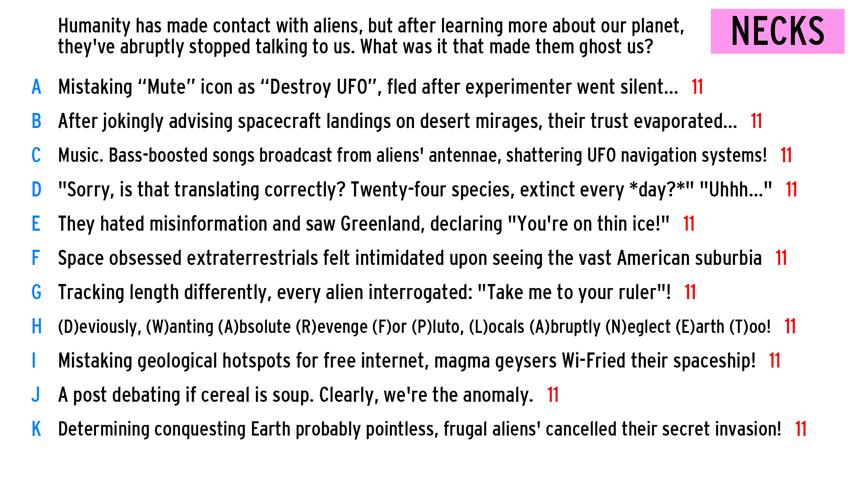 Humanity has made contact with aliens, but after learning more about our planet,
they've abruptly stopped talking to us. What was it that made them ghost us?
NECKS
A Mistaking “Mute” icon as “Destroy UFO”, fled after experimenter went silent... 11
B After jokingly advising spacecraft landings on desert mirages, their trust evaporated... 11
C Music. Bass-boosted songs broadcast from aliens' antennae, shattering UFO navigation systems! 11
D "Sorry, is that translating correctly? Twenty-four species, extinct every *day?*" "Uhhh..." 11
E They hated misinformation and saw Greenland, declaring "You're on thin ice!" 11
F Space obsessed extraterrestrials felt intimidated upon seeing the vast American suburbia 11
G Tracking length differently, every alien interrogated: "Take me to your ruler"! 11
H (D)eviously, (W)anting (A)bsolute (R)evenge (F)or (P)luto, (L)ocals (A)bruptly (N)eglect (E)arth (T)oo! 11
I Mistaking geological hotspots for free internet, magma geysers Wi-Fried their spaceship! 11
J A post debating if cereal is soup. Clearly, we're the anomaly. 11
K Determining conquesting Earth probably pointless, frugal aliens' cancelled their secret invasion! 11